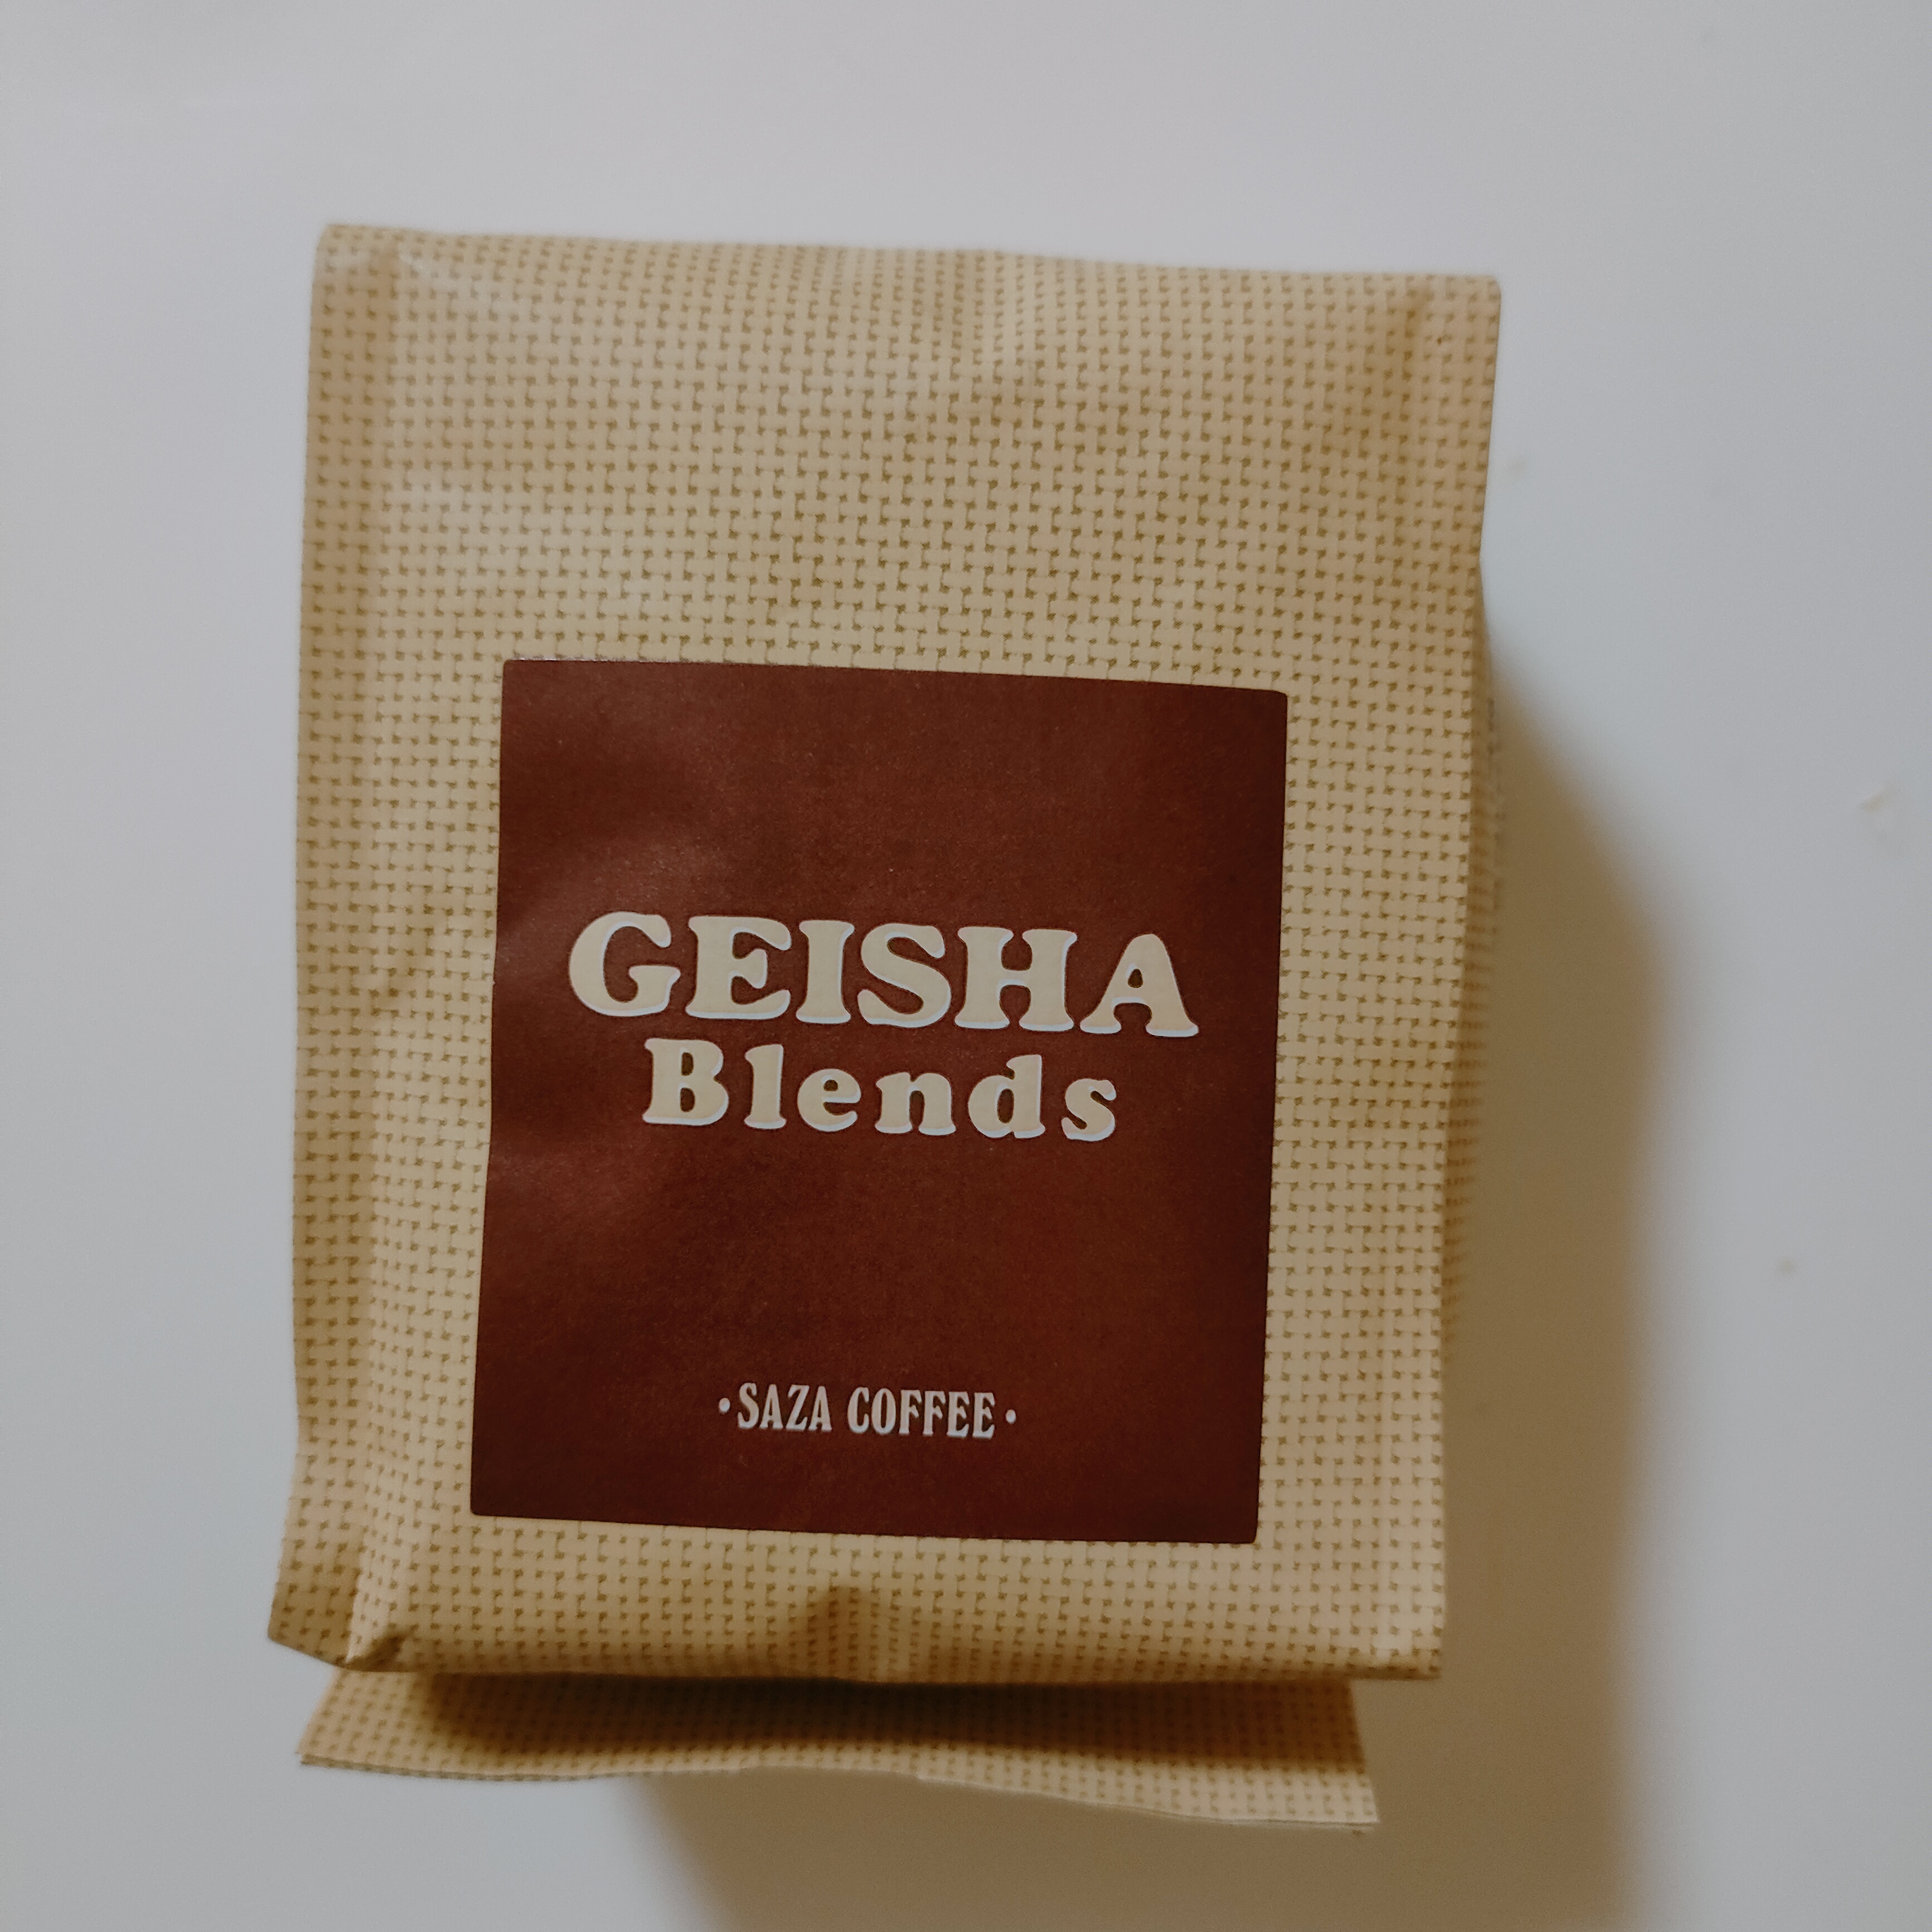 GEISHA
Blends
·SAZA COFFEE·